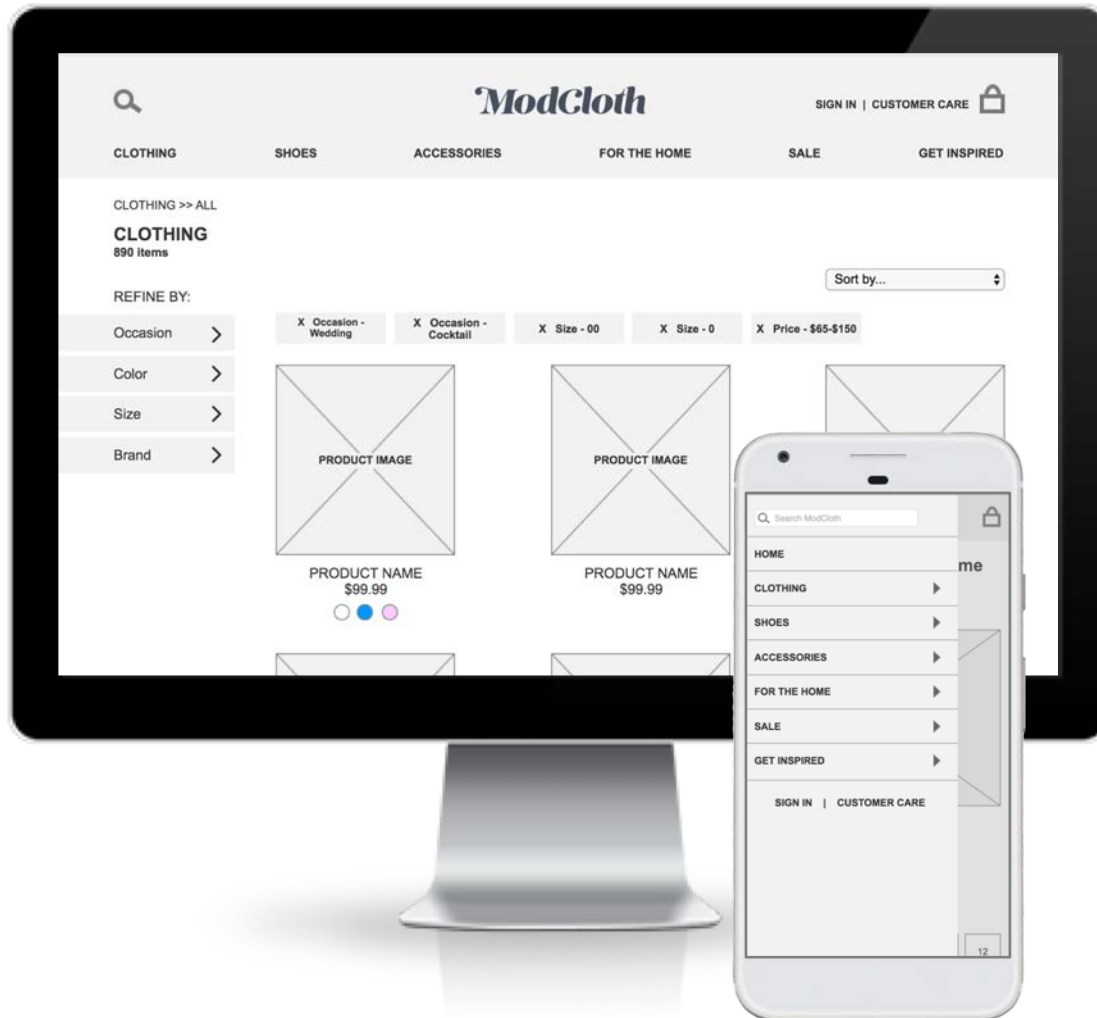 ModCloth
SIGN IN | CUSTOMER CARE
CLOTHING SHOES ACCESSORIES FOR THE HOME SALE GET INSPIRED
CLOTHING >> ALL
CLOTHING
890 items
Sort by...
REFINE BY:
Occasion
Color
Size
Brand
X Occasion -
Wedding
X Occasion -
Cocktail
X Size - 00
X Size - 0
X Price - $65-$150
PRODUCT IMAGE
PRODUCT NAME
$99.99
PRODUCT IMAGE
PRODUCT NAME
$99.99
Search ModCloth
HOME
CLOTHING
SHOES
ACCESSORIES
FOR THE HOME
SALE
GET INSPIRED
SIGN IN | CUSTOMER CARE
me
12